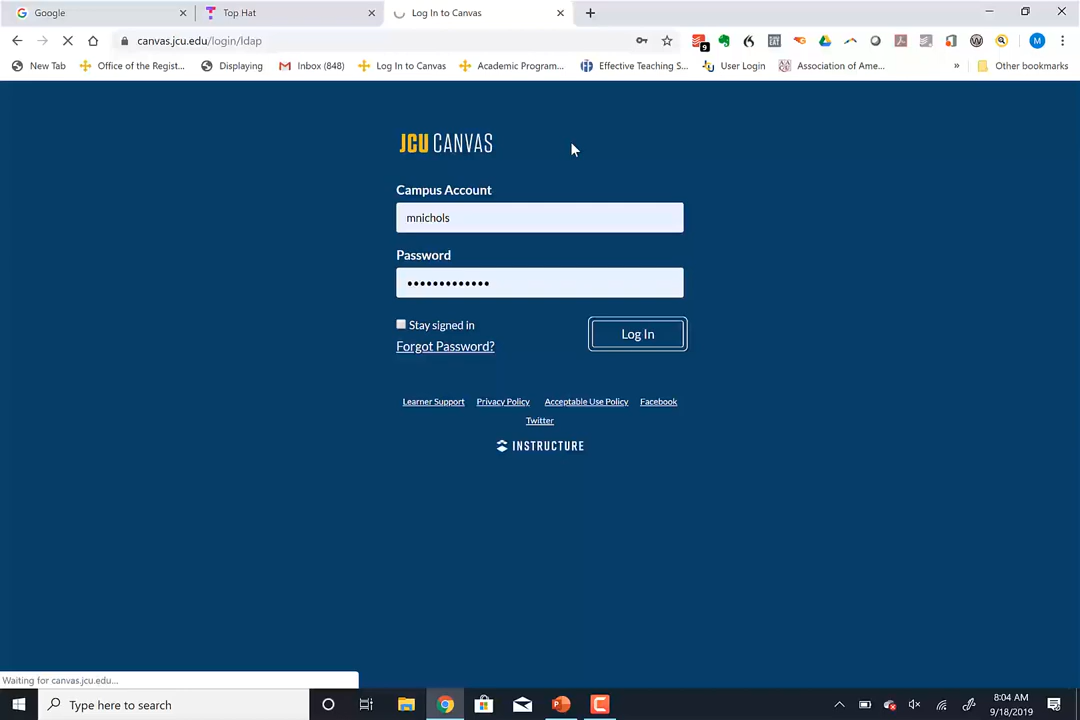 Google
Top Hat
Log In to Canvas
canvas.jcu.edu/login/ldap
9
M
New Tab
Office of the Regist...
Displaying
Inbox (848)
Log In to Canvas
Academic Program...
Effective Teaching S...
User Login
Association of Ame...
»
Other bookmarks
JCU CANVAS
Campus Account
mnichols
Password
•••••••••••••
Stay signed in
Log In
Forgot Password?
Learner Support
Privacy Policy
Acceptable Use Policy
Facebook
Twitter
INSTRUCTURE
Waiting for canvas.jcu.edu...
Type here to search
8:04 AM
9/18/2019